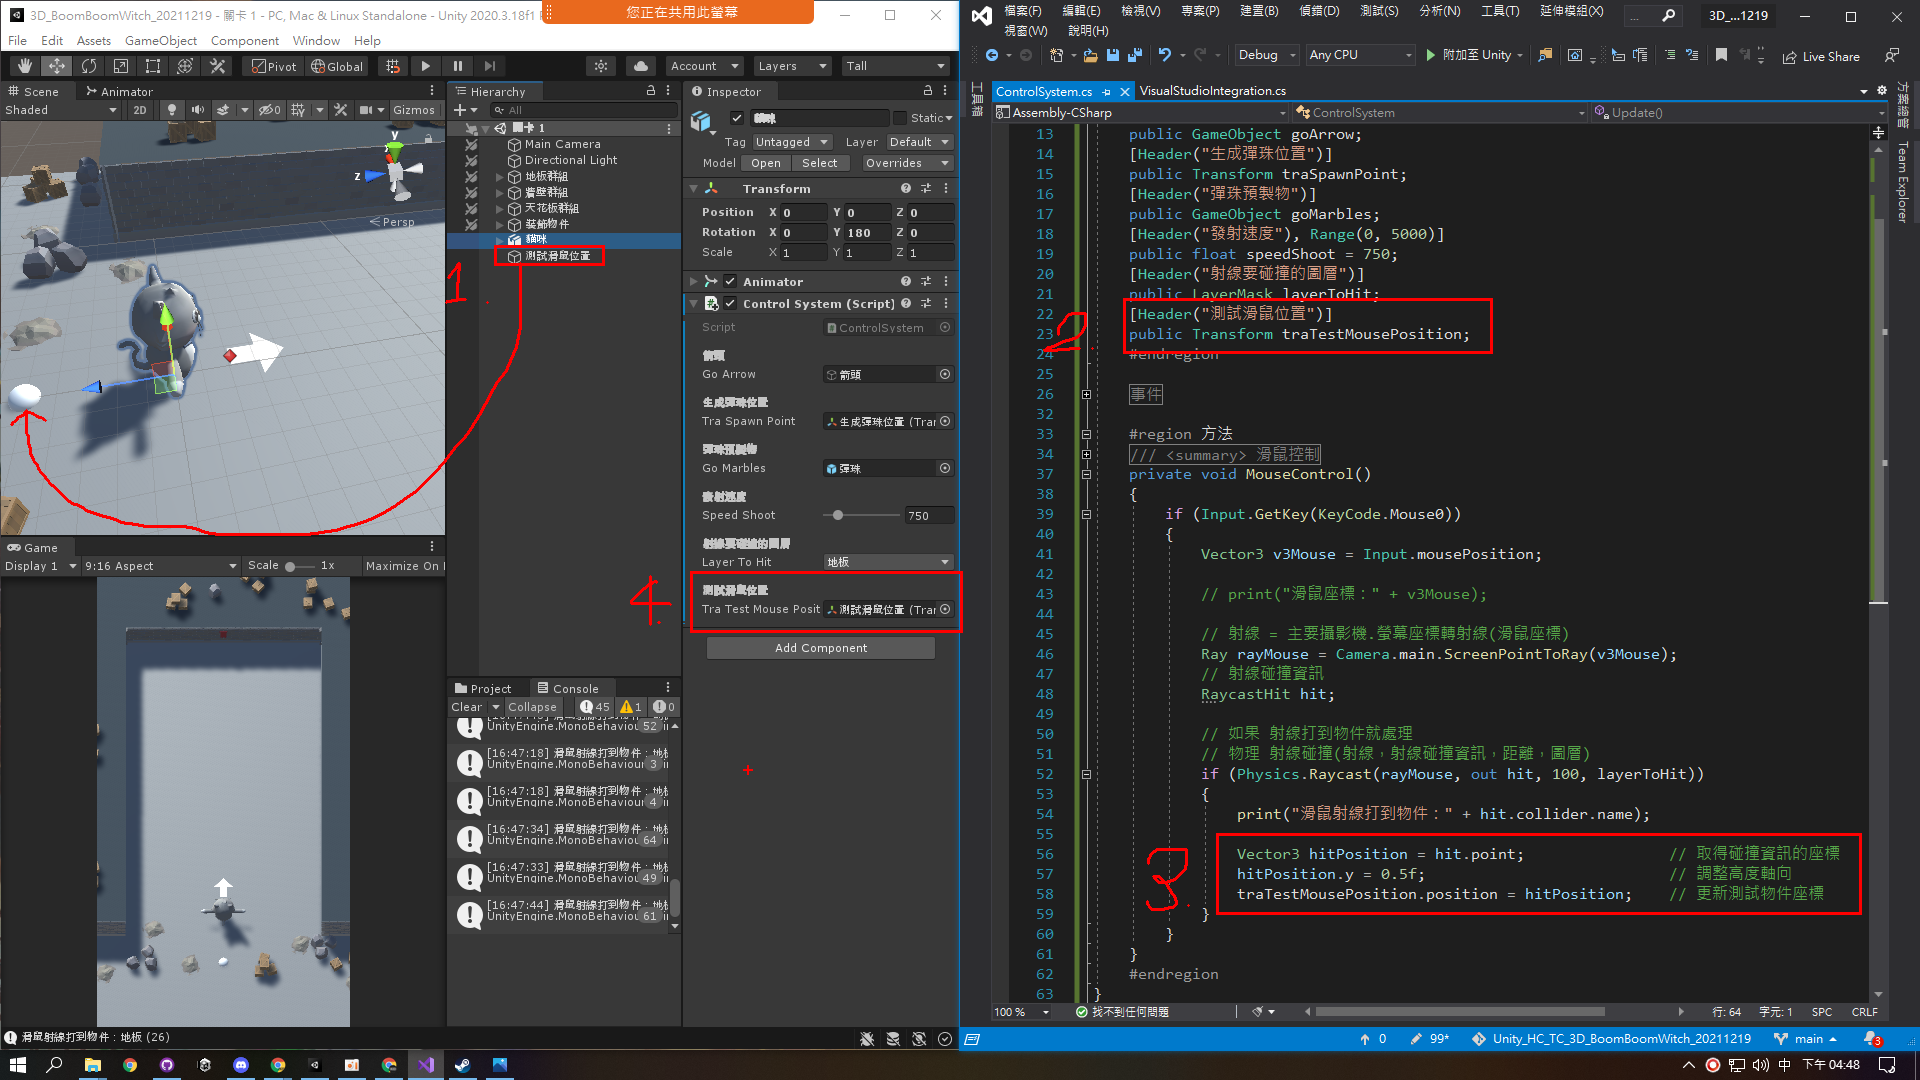 3D_BoomBoomWitch_20211219 - 關卡 1 - PC, Mac & Linux Standalone - Unity 2020.3.18f1
您正在共用此螢幕
File Edit Assets GameObject Component Window Help
Pivot Global Account Layers Tall
Scene Animator
Shaded 2D 0 Gizmos
y
z
Persp
Game
Display 1 9:16 Aspect Scale 1x Maximize On
Hierarchy
All
關卡 1
Main Camera
Directional Light
地板群組
牆壁群組
天花板群組
裝飾物件
貓咪
測試滑鼠位置
1.
Project Console
Clear Collapse 45 1 0
UnityEngine.MonoBehaviour 52
[16:47:18] 滑鼠射線打到物件：地板
UnityEngine.MonoBehaviour 3
[16:47:18] 滑鼠射線打到物件：地板
UnityEngine.MonoBehaviour 4
[16:47:34] 滑鼠射線打到物件：地板
UnityEngine.MonoBehaviour 64
[16:47:33] 滑鼠射線打到物件：地板
UnityEngine.MonoBehaviour 49
[16:47:44] 滑鼠射線打到物件：地板
UnityEngine.MonoBehaviour 61
Inspector
貓咪 Static
Tag Untagged Layer Default
Model Open Select Overrides
Transform
Position X 0 Y 0 Z 0
Rotation X 0 Y 180 Z 0
Scale X 1 Y 1 Z 1
Animator
Control System (Script)
Script ControlSystem
箭頭
Go Arrow 箭頭
生成彈珠位置
Tra Spawn Point 生成彈珠位置 (Tran
彈珠預製物
Go Marbles 彈珠
發射速度
Speed Shoot 750
射線要碰撞的圖層
Layer To Hit 地板
4.
測試滑鼠位置
Tra Test Mouse Posit 測試滑鼠位置 (Tran
Add Component
滑鼠射線打到物件：地板 (26)
檔案(F) 編輯(E) 檢視(V) 專案(P) 建置(B) 偵錯(D) 測試(S) 分析(N) 工具(T) 延伸模組(X)
視窗(W) 說明(H)
... 3D_...1219
Debug Any CPU 附加至 Unity Live Share
工具箱
ControlSystem.cs VisualStudioIntegration.cs
Assembly-CSharp ControlSystem Update()
方案總管
Team Explorer
13 public GameObject goArrow;
14 [Header("生成彈珠位置")]
15 public Transform traSpawnPoint;
16 [Header("彈珠預製物")]
17 public GameObject goMarbles;
18 [Header("發射速度"), Range(0, 5000)]
19 public float speedShoot = 750;
20 [Header("射線要碰撞的圖層")]
21 public LayerMask layerToHit;
22 [Header("測試滑鼠位置")]
2.
23 public Transform traTestMousePosition;
24 #endregion
25
26 事件
32
33 #region 方法
34 /// <summary> 滑鼠控制
37 private void MouseControl()
38 {
39 if (Input.GetKey(KeyCode.Mouse0))
40 {
41 Vector3 v3Mouse = Input.mousePosition;
42
43 // print("滑鼠座標：" + v3Mouse);
44
45 // 射線 = 主要攝影機.螢幕座標轉射線(滑鼠座標)
46 Ray rayMouse = Camera.main.ScreenPointToRay(v3Mouse);
47 // 射線碰撞資訊
48 RaycastHit hit;
49
50 // 如果 射線打到物件就處理
51 // 物理 射線碰撞(射線，射線碰撞資訊，距離，圖層)
52 if (Physics.Raycast(rayMouse, out hit, 100, layerToHit))
53 {
54 print("滑鼠射線打到物件：" + hit.collider.name);
55
56 Vector3 hitPosition = hit.point; // 取得碰撞資訊的座標
3.
57 hitPosition.y = 0.5f; // 調整高度軸向
58 traTestMousePosition.position = hitPosition; // 更新測試物件座標
59 }
60 }
61 }
62 #endregion
63 }
100 % 找不到任何問題 行: 64 字元: 1 SPC CRLF
0 99* Unity_HC_TC_3D_BoomBoomWitch_20211219 main 3
中 下午 04:48